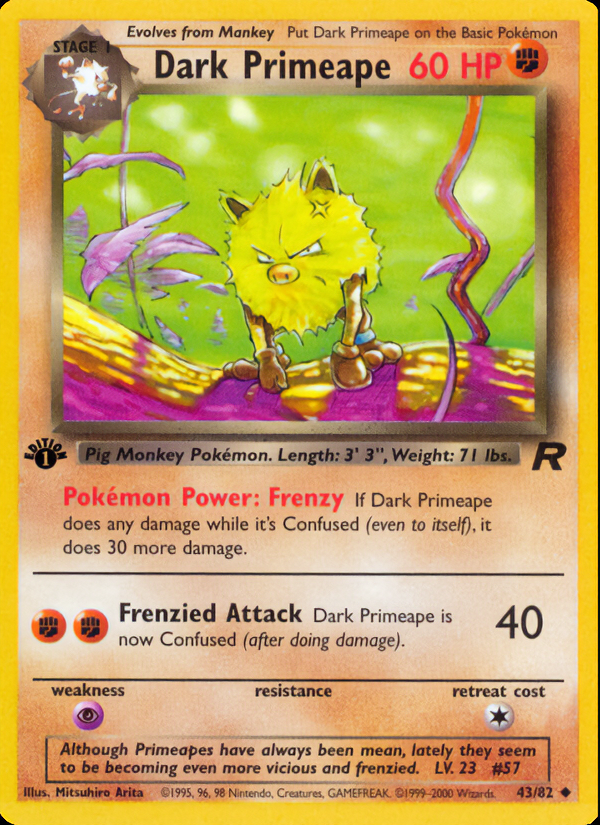 Evolves from Mankey Put Dark Primeape on the Basic Pokémon
STAGE 1
Dark Primeape 60 HP
EDITION
1
Pig Monkey Pokémon. Length: 3' 3", Weight: 71 lbs.
R
Pokémon Power: Frenzy If Dark Primeape
does any damage while it's Confused (even to itself), it
does 30 more damage.
Frenzied Attack Dark Primeape is 40
now Confused (after doing damage).
weakness resistance retreat cost
Although Primeapes have always been mean, lately they seem
to be becoming even more vicious and frenzied. LV. 23 #57
Illus. Mitsuhiro Arita ©1995, 96, 98 Nintendo, Creatures, GAMEFREAK. ©1999-2000 Wizards. 43/82